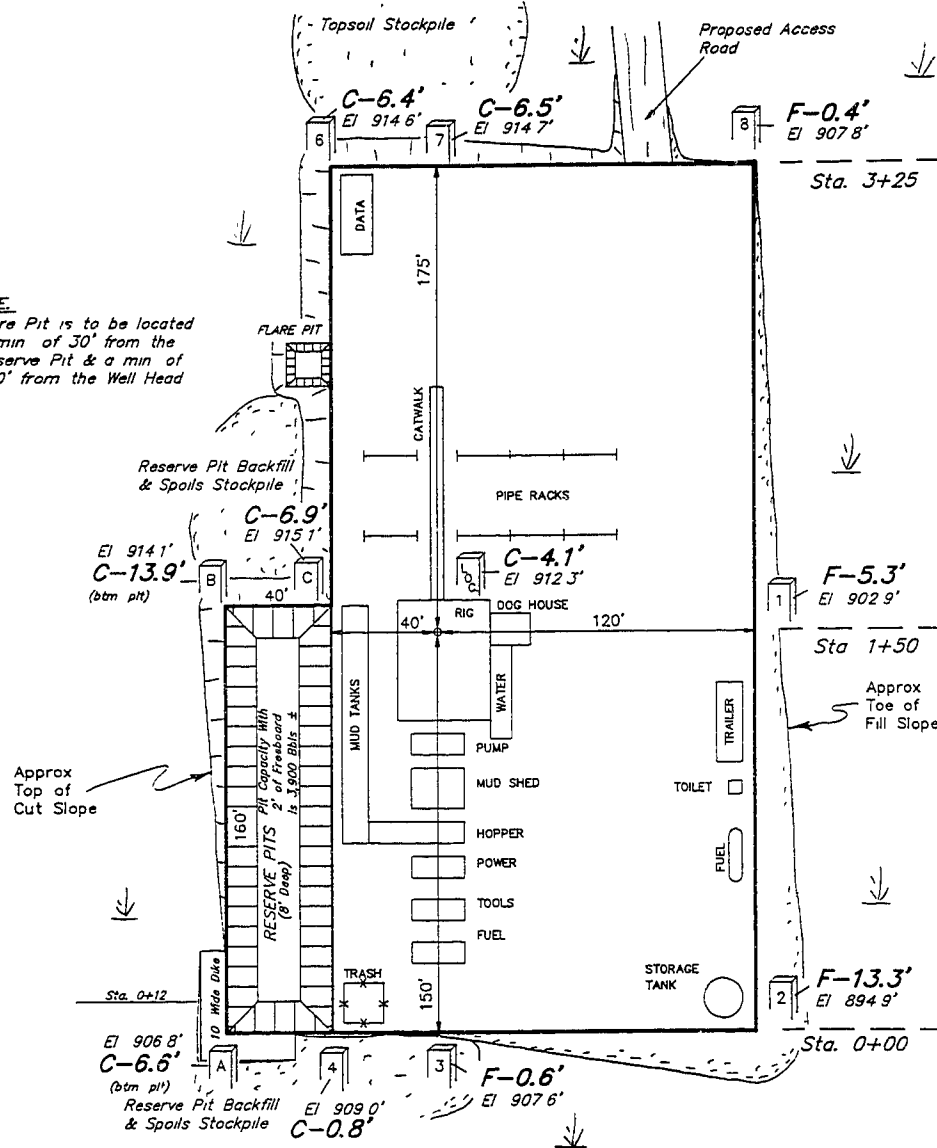 Topsoil Stockpile
Proposed Access
Road
C-6.4'
El 914 6'
C-6.5'
El 914 7'
F-0.4'
El 907 8'
6
7
8
Sta. 3+25
DATA
175'
E.
re Pit is to be located
min of 30' from the
serve Pit & a min of
0' from the Well Head
FLARE PIT
CATWALK
Reserve Pit Backfill
& Spoils Stockpile
PIPE RACKS
C-6.9'
El 915 1'
El 914 1'
C-13.9'
(btm pit)
B
C
LOC
C-4.1'
El 912 3'
1
F-5.3'
El 902 9'
40'
RIG
DOG HOUSE
40'
120'
Sta 1+50
MUD TANKS
WATER
TRAILER
Approx
Toe of
Fill Slope
PUMP
MUD SHED
TOILET
HOPPER
FUEL
POWER
TOOLS
FUEL
Approx
Top of
Cut Slope
160'
RESERVE PITS
(8' Deep)
Pit Capacity With
2' of Freeboard
Is 3,900 Bbls ±
TRASH
150'
STORAGE
TANK
2
F-13.3'
El 894 9'
Sta. 0+12
10 Wide Dike
Sta. 0+00
El 906 8'
C-6.6'
(btm pit)
A
4
3
F-0.6'
El 907 6'
Reserve Pit Backfill
& Spoils Stockpile
El 909 0'
C-0.8'